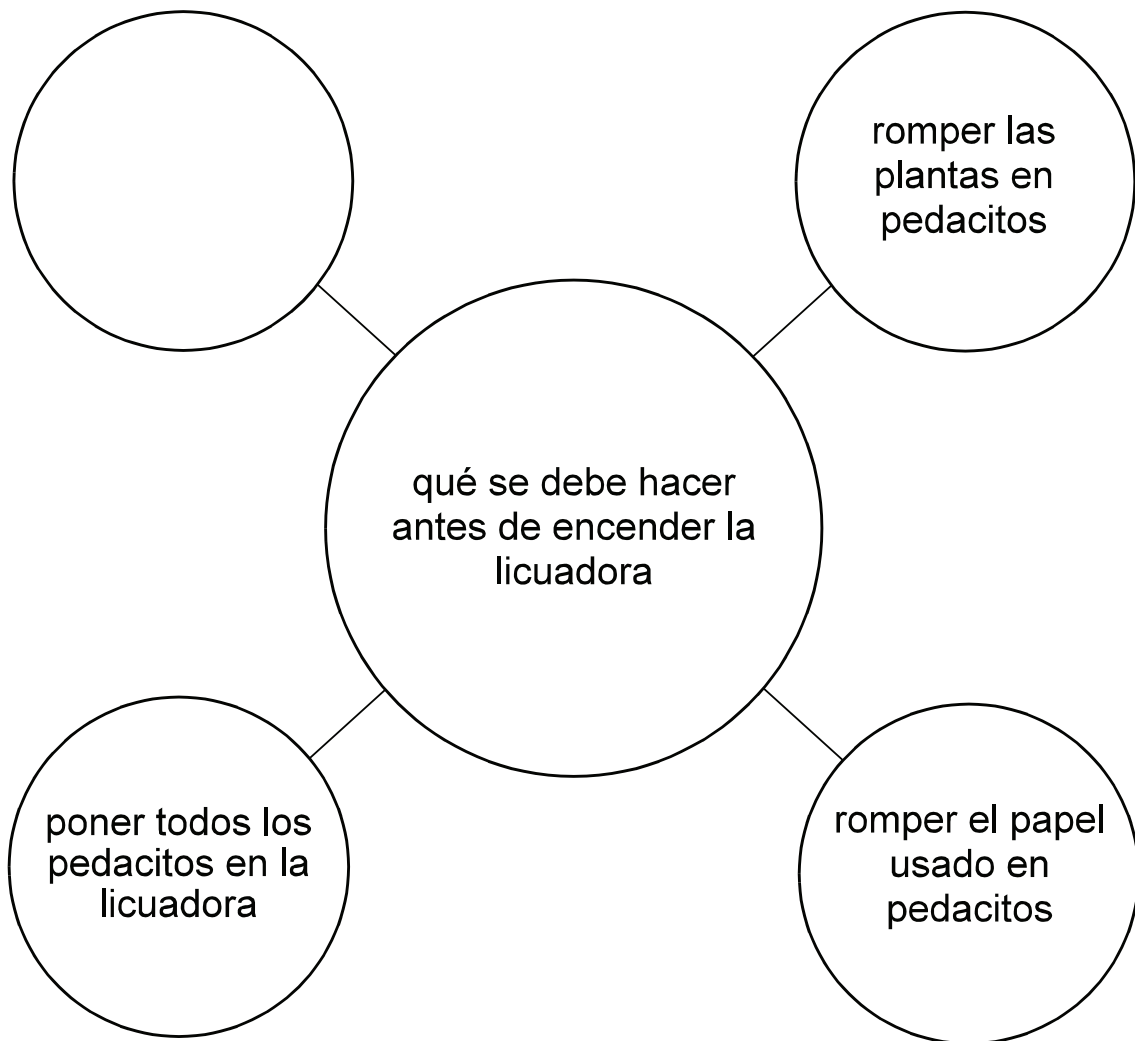 romper las
plantas en
pedacitos
qué se debe hacer
antes de encender la
licuadora
poner todos los
pedacitos en la
licuadora
romper el papel
usado en
pedacitos